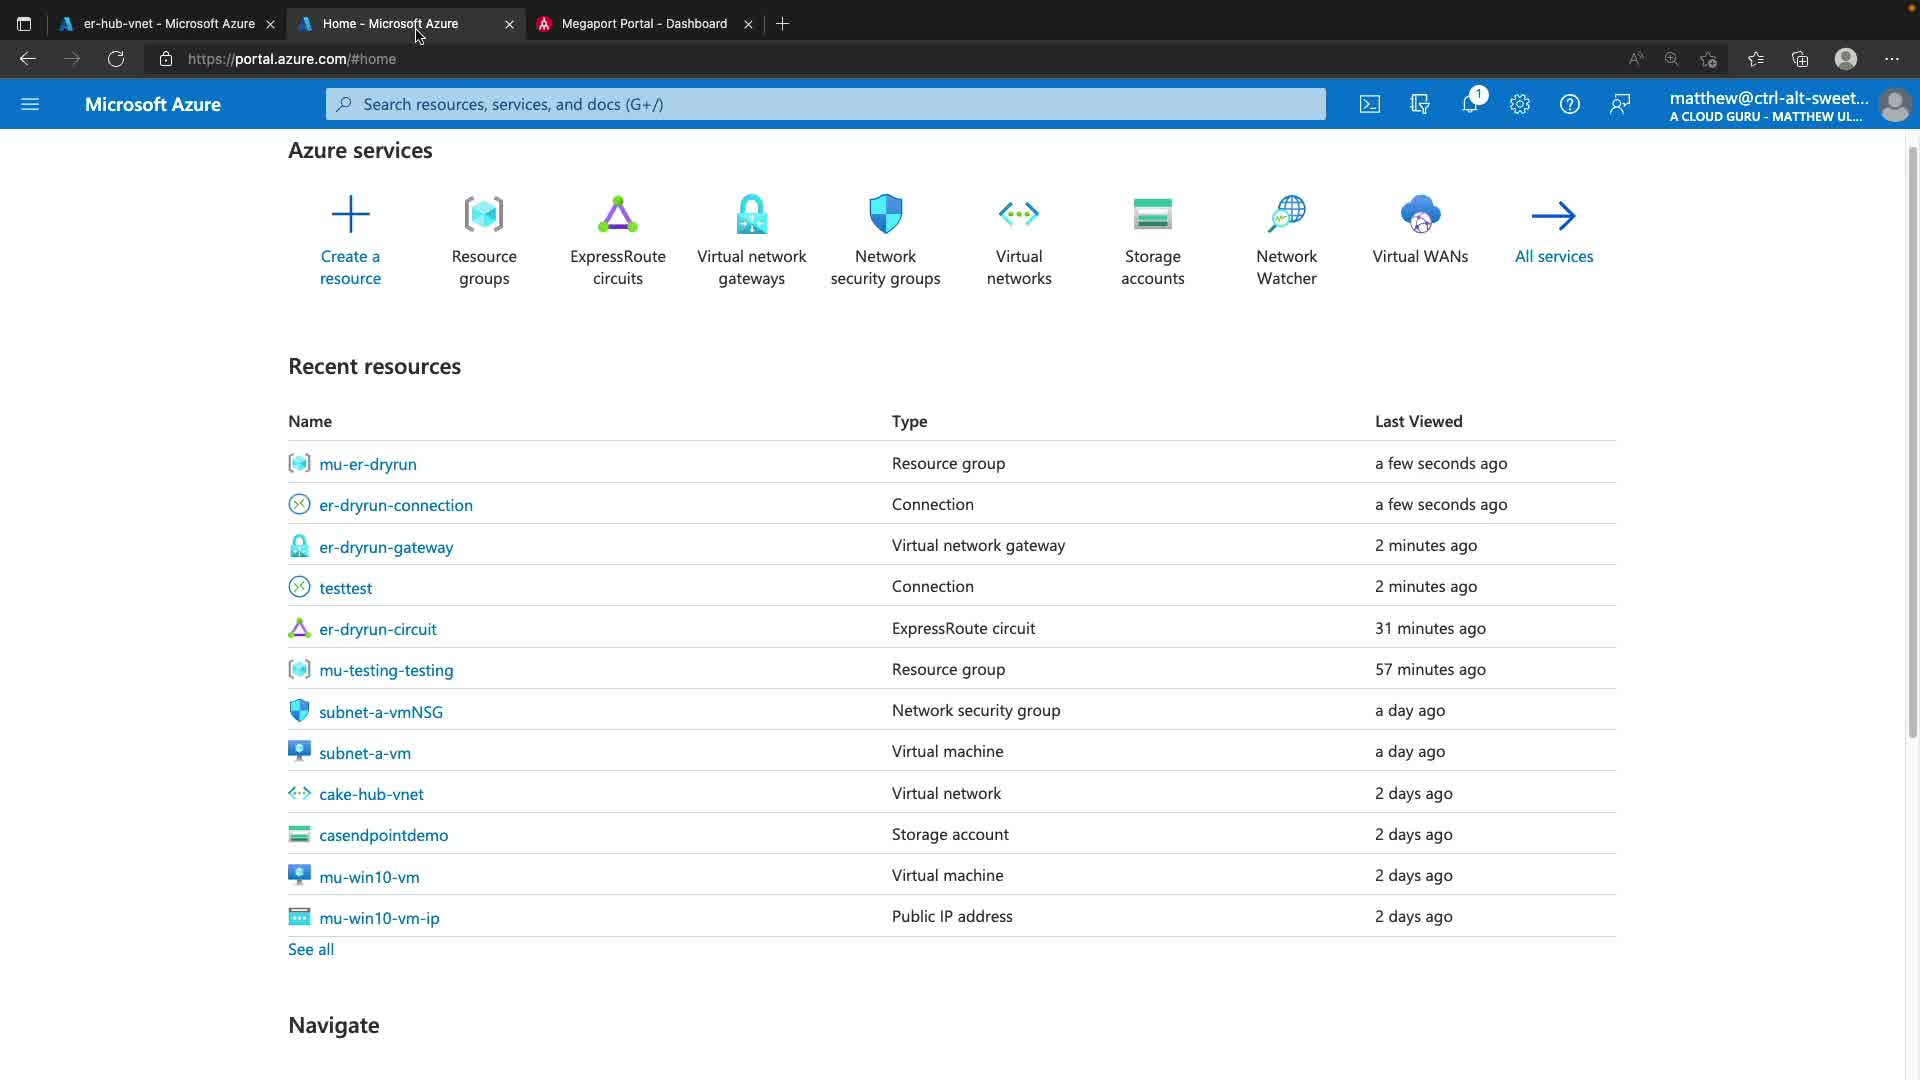 er-hub-vnet - Microsoft Azure
Home - Microsoft Azure
Megaport Portal - Dashboard
https://portal.azure.com/#home
Microsoft Azure
Search resources, services, and docs (G+/)
1
matthew@ctrl-alt-sweet...
A CLOUD GURU - MATTHEW UL...
Azure services
Create a resource
Resource groups
ExpressRoute circuits
Virtual network gateways
Network security groups
Virtual networks
Storage accounts
Network Watcher
Virtual WANs
All services
Recent resources
Name Type Last Viewed
mu-er-dryrun Resource group a few seconds ago
er-dryrun-connection Connection a few seconds ago
er-dryrun-gateway Virtual network gateway 2 minutes ago
testtest Connection 2 minutes ago
er-dryrun-circuit ExpressRoute circuit 31 minutes ago
mu-testing-testing Resource group 57 minutes ago
subnet-a-vmNSG Network security group a day ago
subnet-a-vm Virtual machine a day ago
cake-hub-vnet Virtual network 2 days ago
casendpointdemo Storage account 2 days ago
mu-win10-vm Virtual machine 2 days ago
mu-win10-vm-ip Public IP address 2 days ago
See all
Navigate